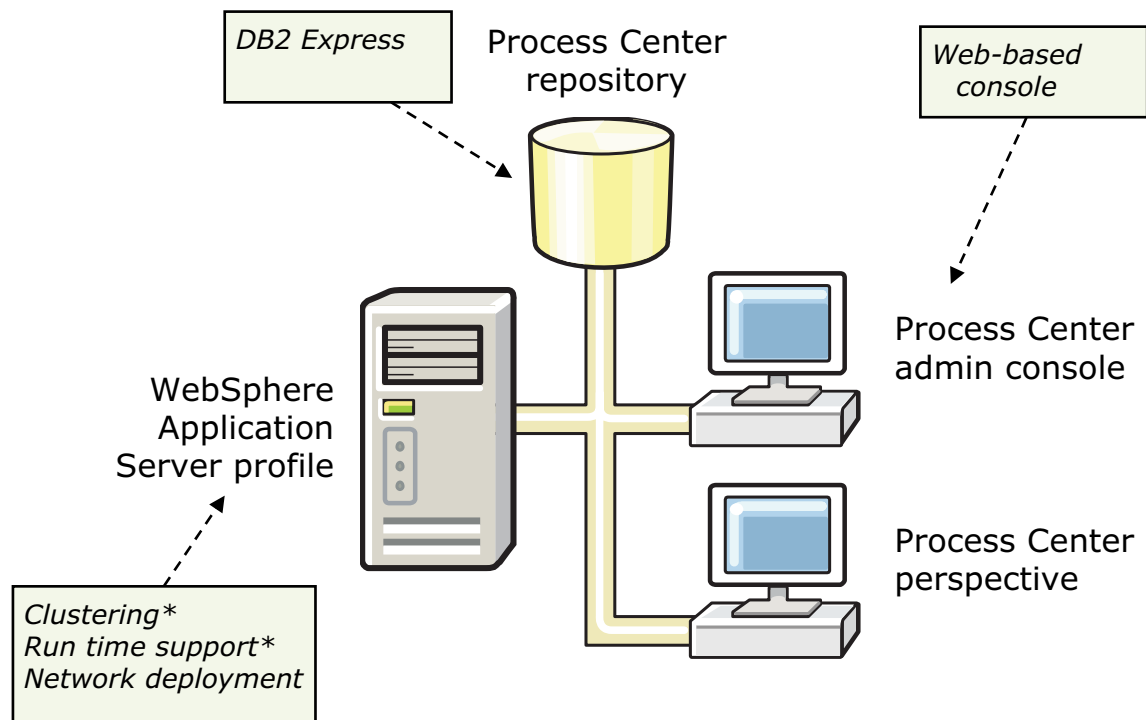 DB2 Express
Process Center
repository
Web-based
console
Process Center
admin console
WebSphere
Application
Server profile
Process Center
perspective
Clustering*
Run time support*
Network deployment